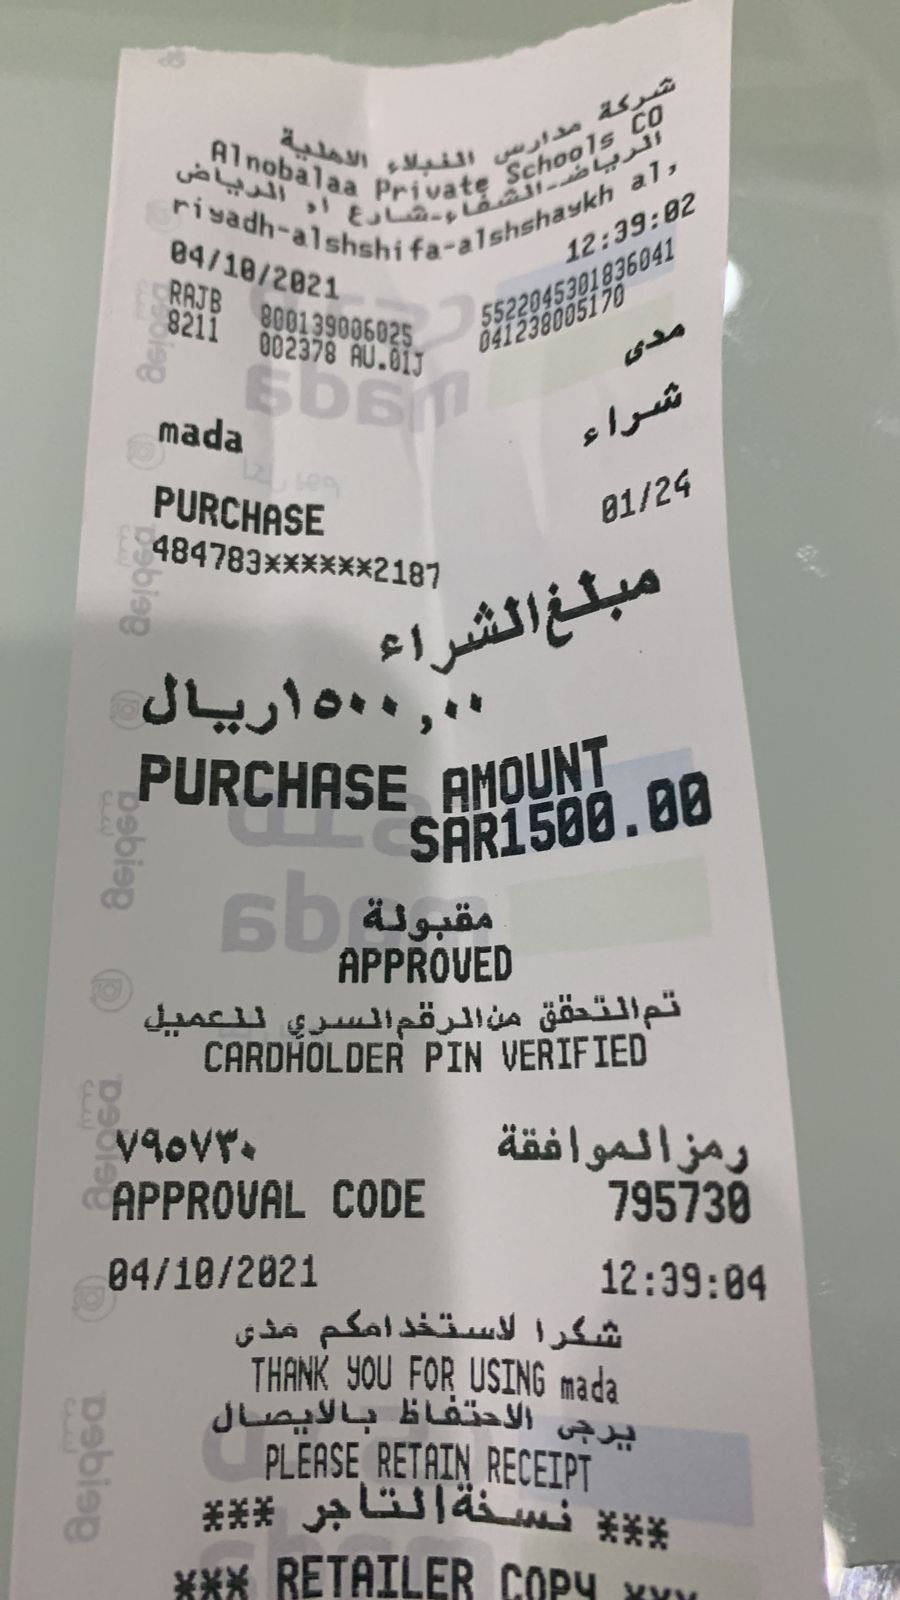 شركة مدارس النبلاء الاهلية
Alnobalaa Private Schools CO
الرياض-الشفاء-شارع او الرياض
riyadh-alshshifa-alshshaykh al,
04/10/2021 12:39:02
RAJB 800139006025 5522045301836041
8211 002378 AU.01J 041238005170
مدى
mada
شراء
PURCHASE 01/24
484783******2187
مبلغ الشراء
١٥٠٠,٠٠ ريال
PURCHASE AMOUNT
SAR1500.00
مقبولة
APPROVED
تم التحقق من الرقم السري للعميل
CARDHOLDER PIN VERIFIED
رمز الموافقة ٧٩٥٧٣٠
APPROVAL CODE 795730
04/10/2021 12:39:04
شكرا لاستخدامكم مدى
THANK YOU FOR USING mada
يرجى الاحتفاظ بالايصال
PLEASE RETAIN RECEIPT
*** نسخة التاجر ***
*** RETAILER COPY ***